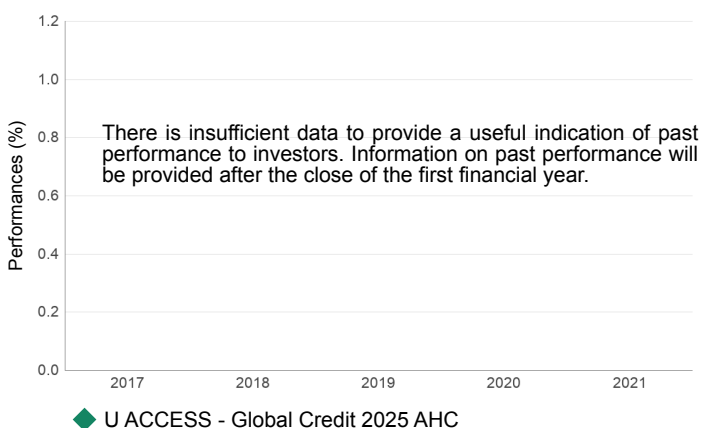 1.2
1.0
0.8
0.6
0.4
0.2
0.0
Performances (%)
There is insufficient data to provide a useful indication of past
performance to investors. Information on past performance will
be provided after the close of the first financial year.
2017 2018 2019 2020 2021
U ACCESS - Global Credit 2025 AHC